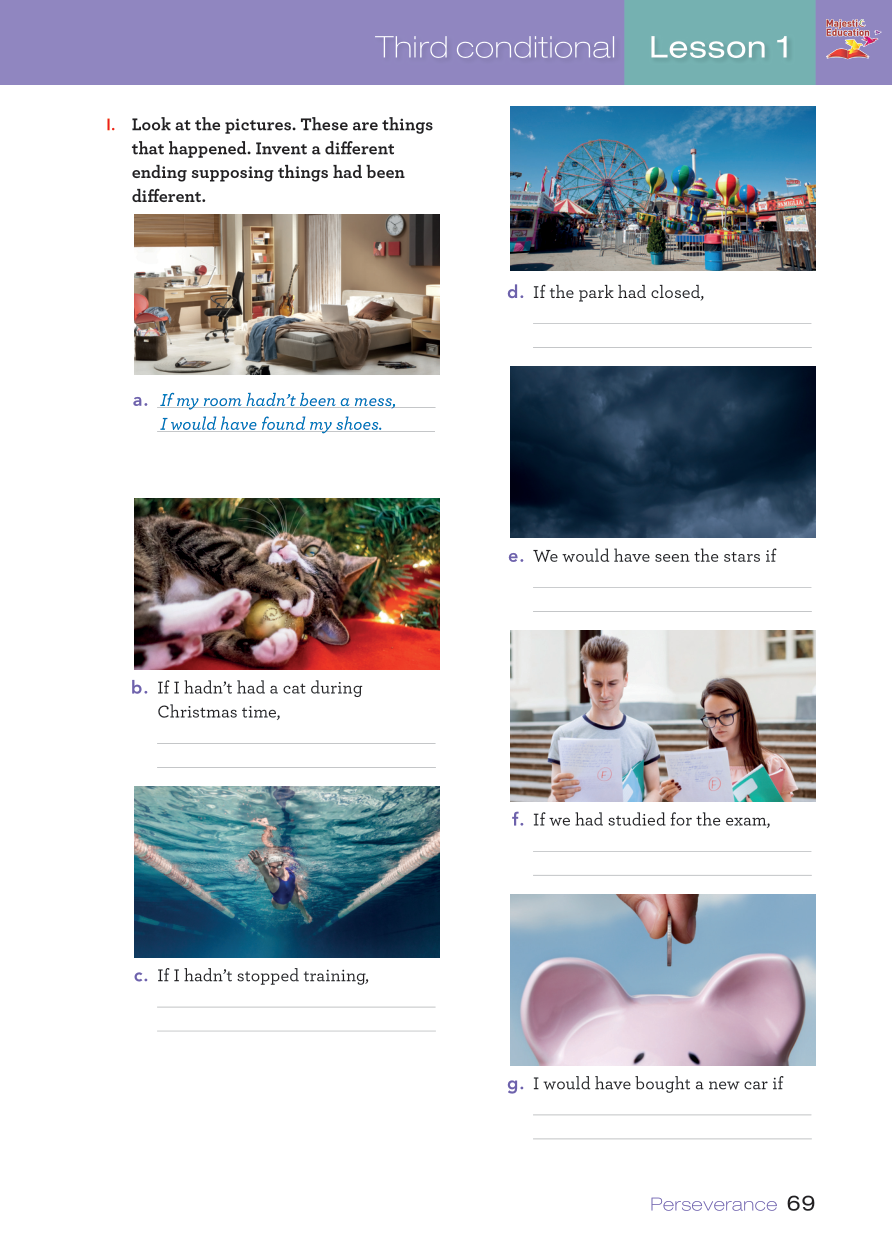 Third conditional
Lesson 1
Majestic
Education
I. Look at the pictures. These are things
that happened. Invent a different
ending supposing things had been
different.
a. If my room hadn't been a mess,
I would have found my shoes.
b. If I hadn't had a cat during
Christmas time,
c. If I hadn't stopped training,
FAMIGLIA
d. If the park had closed,
e. We would have seen the stars if
F
F
f. If we had studied for the exam,
g. I would have bought a new car if
Perseverance 69